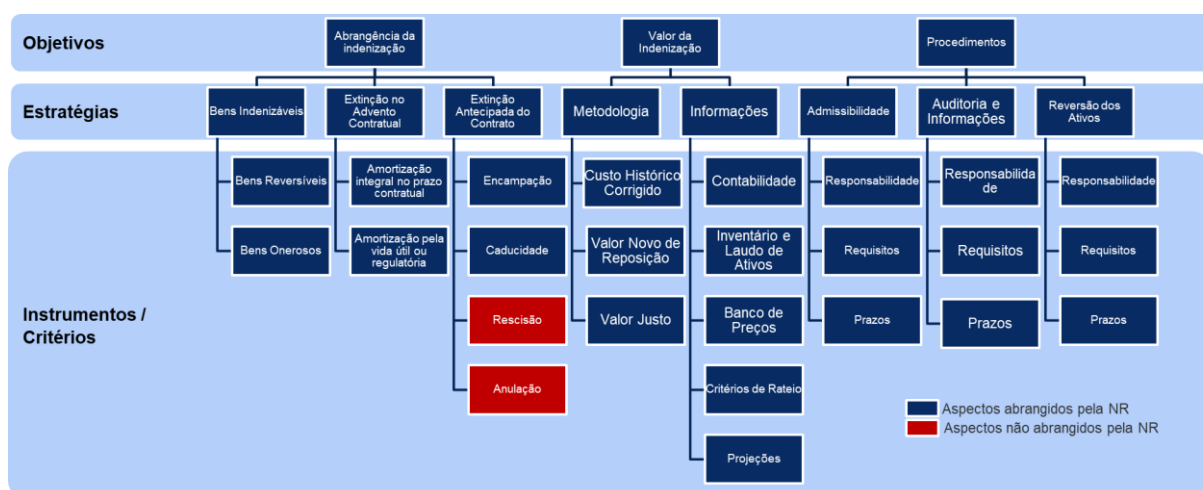 Objetivos
Abrangência da
indenização
Valor da
Indenização
Procedimentos
Estratégias
Bens Indenizáveis
Extinção no
Advento
Contratual
Extinção
Antecipada do
Contrato
Metodologia
Informações
Admissibilidade
Auditoria e
Informações
Reversão dos
Ativos
Instrumentos /
Critérios
Bens Reversíveis
Bens Onerosos
Amortização
integral no prazo
contratual
Amortização pela
vida útil ou
regulatória
Encampação
Caducidade
Rescisão
Anulação
Custo Histórico
Corrigido
Valor Novo de
Reposição
Valor Justo
Contabilidade
Inventário e
Laudo de
Ativos
Banco de
Preços
Critérios de Rateio
Projeções
Responsabilidade
Requisitos
Prazos
Responsabilida
de
Requisitos
Prazos
Responsabilidade
Requisitos
Prazos
Aspectos abrangidos pela NR
Aspectos não abrangidos pela NR